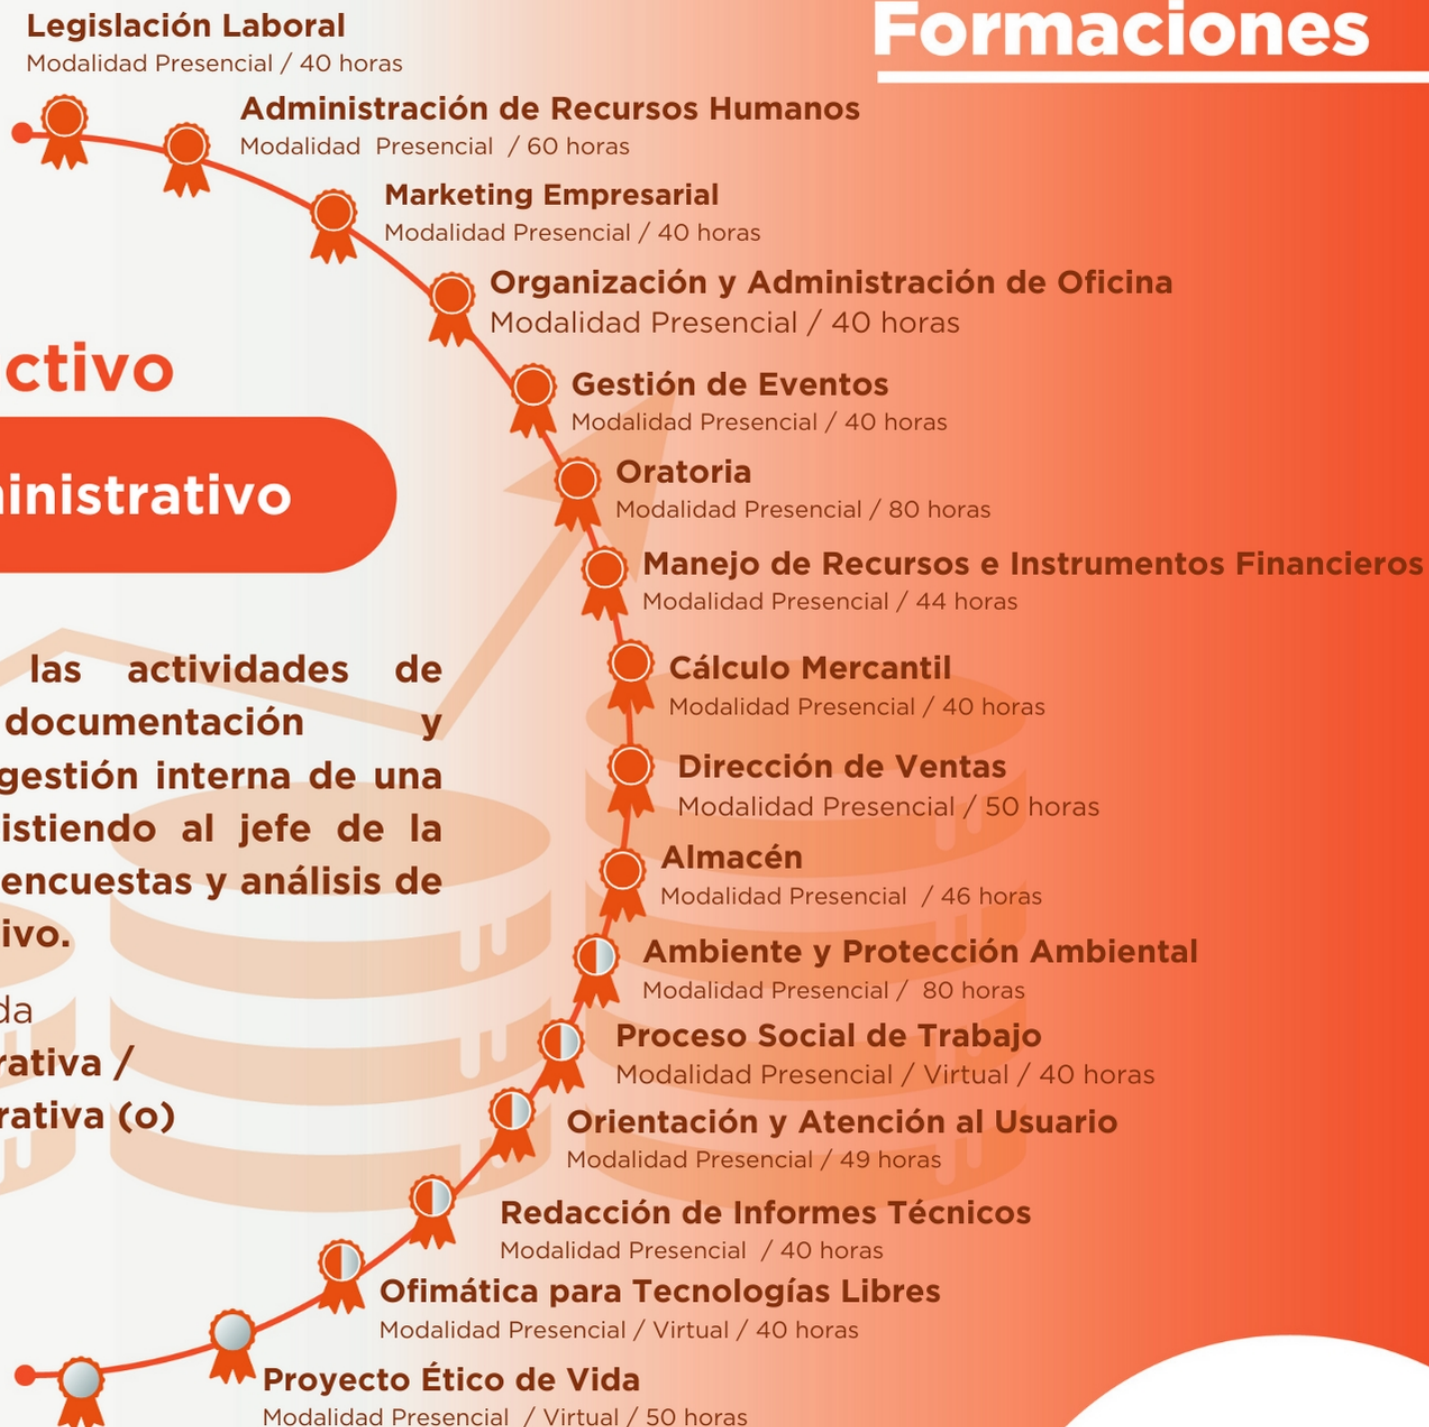 Formaciones
Legislación Laboral
Modalidad Presencial / 40 horas
Administración de Recursos Humanos
Modalidad Presencial / 60 horas
Marketing Empresarial
Modalidad Presencial / 40 horas
Organización y Administración de Oficina
Modalidad Presencial / 40 horas
Gestión de Eventos
Modalidad Presencial / 40 horas
Oratoria
Modalidad Presencial / 80 horas
Manejo de Recursos e Instrumentos Financieros
Modalidad Presencial / 44 horas
Cálculo Mercantil
Modalidad Presencial / 40 horas
Dirección de Ventas
Modalidad Presencial / 50 horas
Almacén
Modalidad Presencial / 46 horas
Ambiente y Protección Ambiental
Modalidad Presencial / 80 horas
Proceso Social de Trabajo
Modalidad Presencial / Virtual / 40 horas
Orientación y Atención al Usuario
Modalidad Presencial / 49 horas
Redacción de Informes Técnicos
Modalidad Presencial / 40 horas
Ofimática para Tecnologías Libres
Modalidad Presencial / Virtual / 40 horas
Proyecto Ético de Vida
Modalidad Presencial / Virtual / 50 horas
ctivo
inistrativo
las actividades de
documentación y
gestión interna de una
istiendo al jefe de la
encuestas y análisis de
ivo.
da
rativa /
rativa (o)